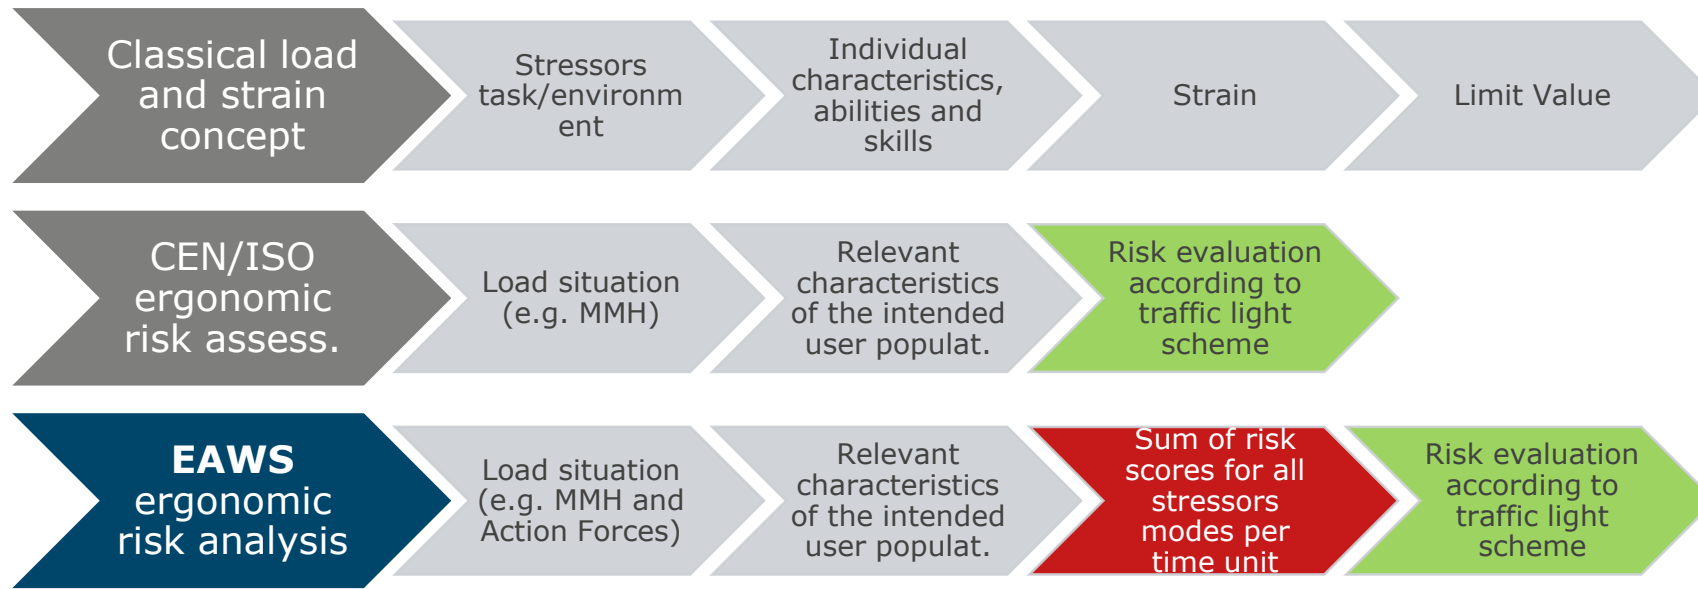 Classical load
and strain
concept
Stressors
task/environm
ent
Individual
characteristics,
abilities and
skills
Strain
Limit Value
CEN/ISO
ergonomic
risk assess.
Load situation
(e.g. MMH)
Relevant
characteristics
of the intended
user populat.
Risk evaluation
according to
traffic light
scheme
EAWS
ergonomic
risk analysis
Load situation
(e.g. MMH and
Action Forces)
Relevant
characteristics
of the intended
user populat.
Sum of risk
scores for all
stressors
modes per
time unit
Risk evaluation
according to
traffic light
scheme